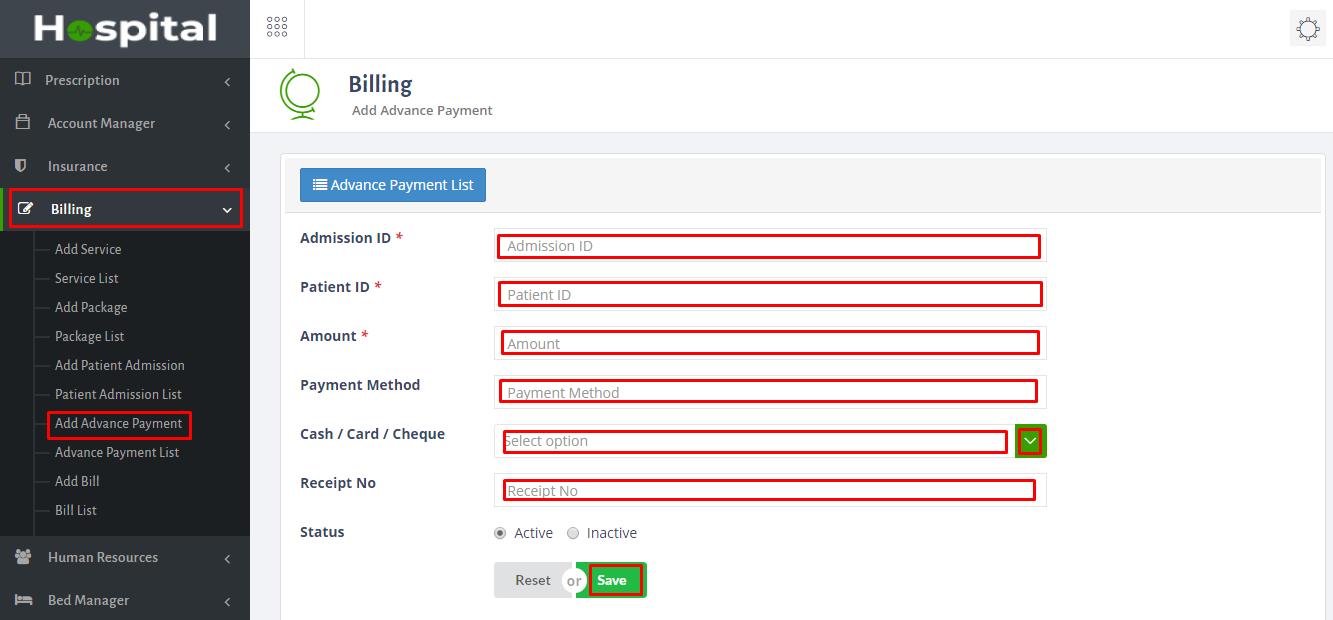 Hospital
Prescription
Account Manager
Insurance
Billing
Add Service
Service List
Add Package
Package List
Add Patient Admission
Patient Admission List
Add Advance Payment
Advance Payment List
Add Bill
Bill List
Human Resources
Bed Manager
Billing
Add Advance Payment
Advance Payment List
Admission ID * Admission ID
Patient ID * Patient ID
Amount * Amount
Payment Method Payment Method
Cash / Card / Cheque Select option
Receipt No Receipt No
Status Active Inactive
Reset or Save